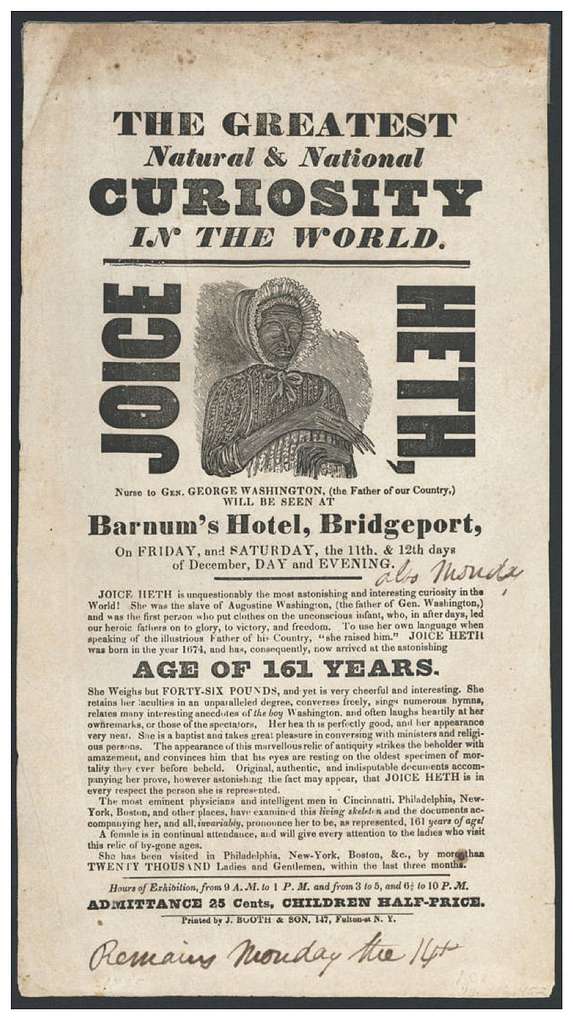 THE GREATEST
Natural & National
CURIOSITY
IN THE WORLD.
JOICE
HETH,
Nurse to GEN. GEORGE WASHINGTON, (the Father of our Country,)
WILL BE SEEN AT
Barnum's Hotel, Bridgeport,
On FRIDAY, and SATURDAY, the 11th, & 12th days
of December, DAY and EVENING.
also Monday
JOICE HETH is unquestionably the most astonishing and interesting curiosity in the
World! She was the slave of Augustine Washington, (the father of Gen. Washington,)
and was the first person who put clothes on the unconscious infant, who, in after days, led
our heroic fathers on to glory, to victory, and freedom. To use her own language when
speaking of the illustrious Father of his Country, "she raised him." JOICE HETH
was born in the year 1674, and has, consequently, now arrived at the astonishing
AGE OF 161 YEARS.
She Weighs but FORTY-SIX POUNDS, and yet is very cheerful and interesting. She
retains her faculties in an unparalleled degree, converses freely, sings numerous hymns,
relates many interesting anecdotes of the boy Washington, and often laughs heartily at her
own remarks, or those of the spectators. Her health is perfectly good, and her appearance
very neat. She is a baptist and takes great pleasure in conversing with ministers and religi-
ous persons. The appearance of this marvellous relic of antiquity strikes the beholder with
amazement, and convinces him that his eyes are resting on the oldest specimen of mor-
tality they ever before beheld. Original, authentic, and indisputable documents accom-
panying her prove, however astonishing the fact may appear, that JOICE HETH is in
every respect the person she is represented.
The most eminent physicians and intelligent men in Cincinnatti, Philadelphia, New-
York, Boston, and other places, have examined this living skeleton and the documents ac-
companying her, and all, invariably, pronounce her to be, as represented, 161 years of age!
A female is in continual attendance, and will give every attention to the ladies who visit
this relic of by-gone ages.
She has been visited in Philadelphia, New-York, Boston, &c., by more than
TWENTY THOUSAND Ladies and Gentlemen, within the last three months.
Hours of Exhibition, from 9 A. M. to 1 P. M. and from 3 to 5, and 6½ to 10 P. M.
ADMITTANCE 25 Cents, CHILDREN HALF-PRICE.
Printed by J. BOOTH & SON, 147, Fulton-st N. Y.
Remains Monday the 14th